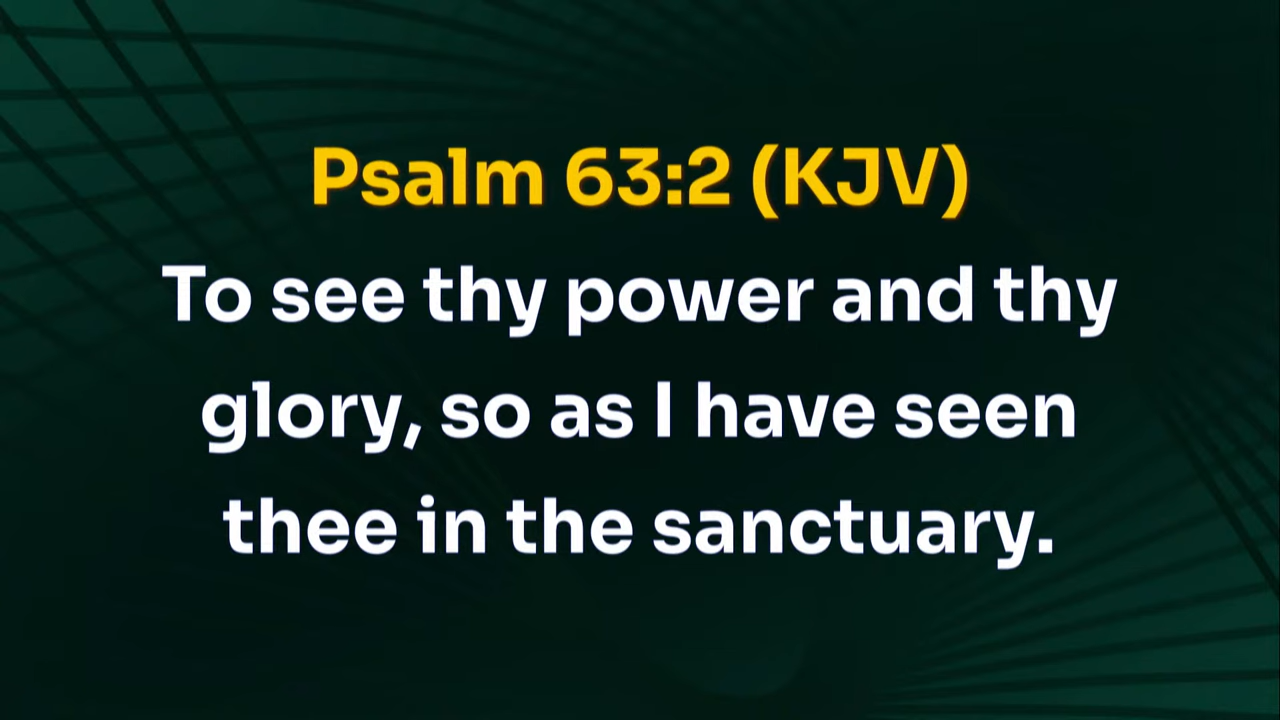 Psalm 63:2 (KJV)
To see thy power and thy
glory, so as I have seen
thee in the sanctuary.